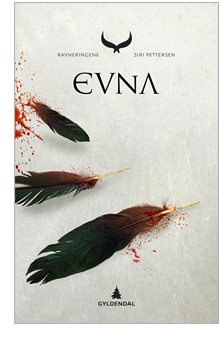 RAVNERINGENE SIRI PETTERSEN
EVNA
GYLDENDAL